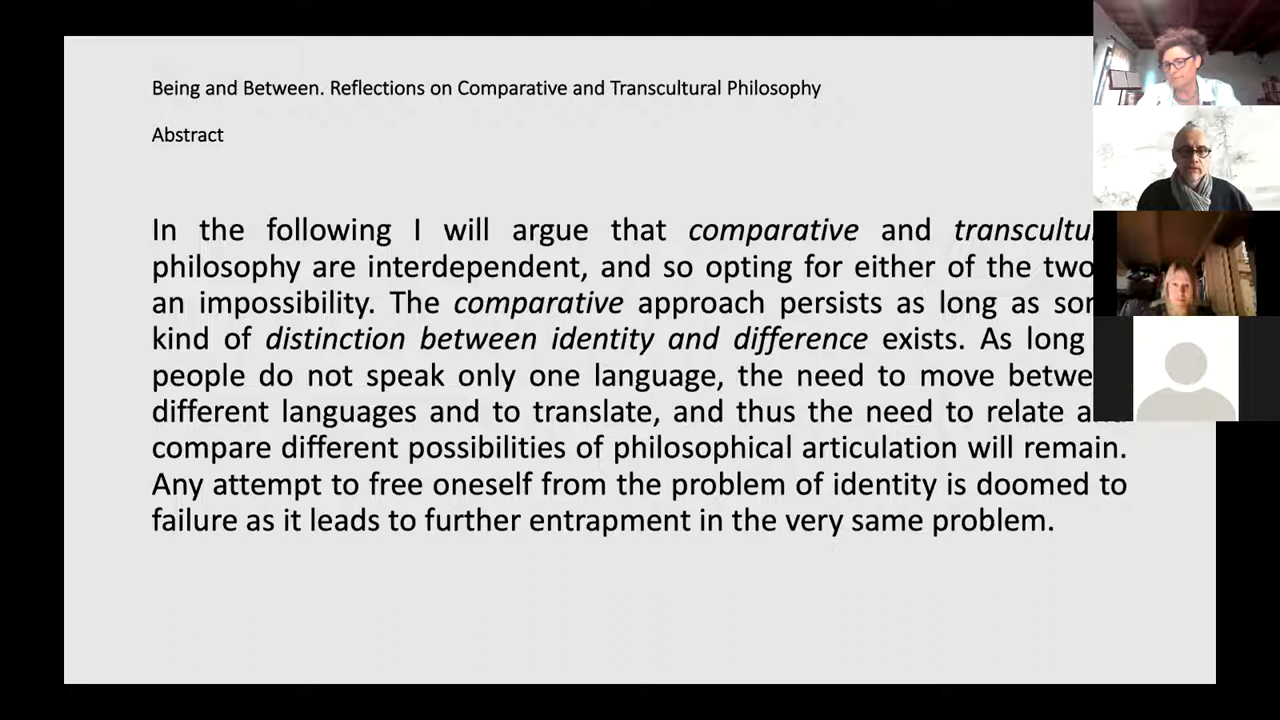 Being and Between. Reflections on Comparative and Transcultural Philosophy
Abstract
In the following I will argue that comparative and
philosophy are interdependent, and so opting for either of the two
an impossibility. The comparative approach persists as long as
kind of distinction between identity and difference exists. As long
people do not speak only one language, the need to move
different languages and to translate, and thus the need to relate
compare different possibilities of philosophical articulation will remain.
Any attempt to free oneself from the problem of identity is doomed to
failure as it leads to further entrapment in the very same problem.